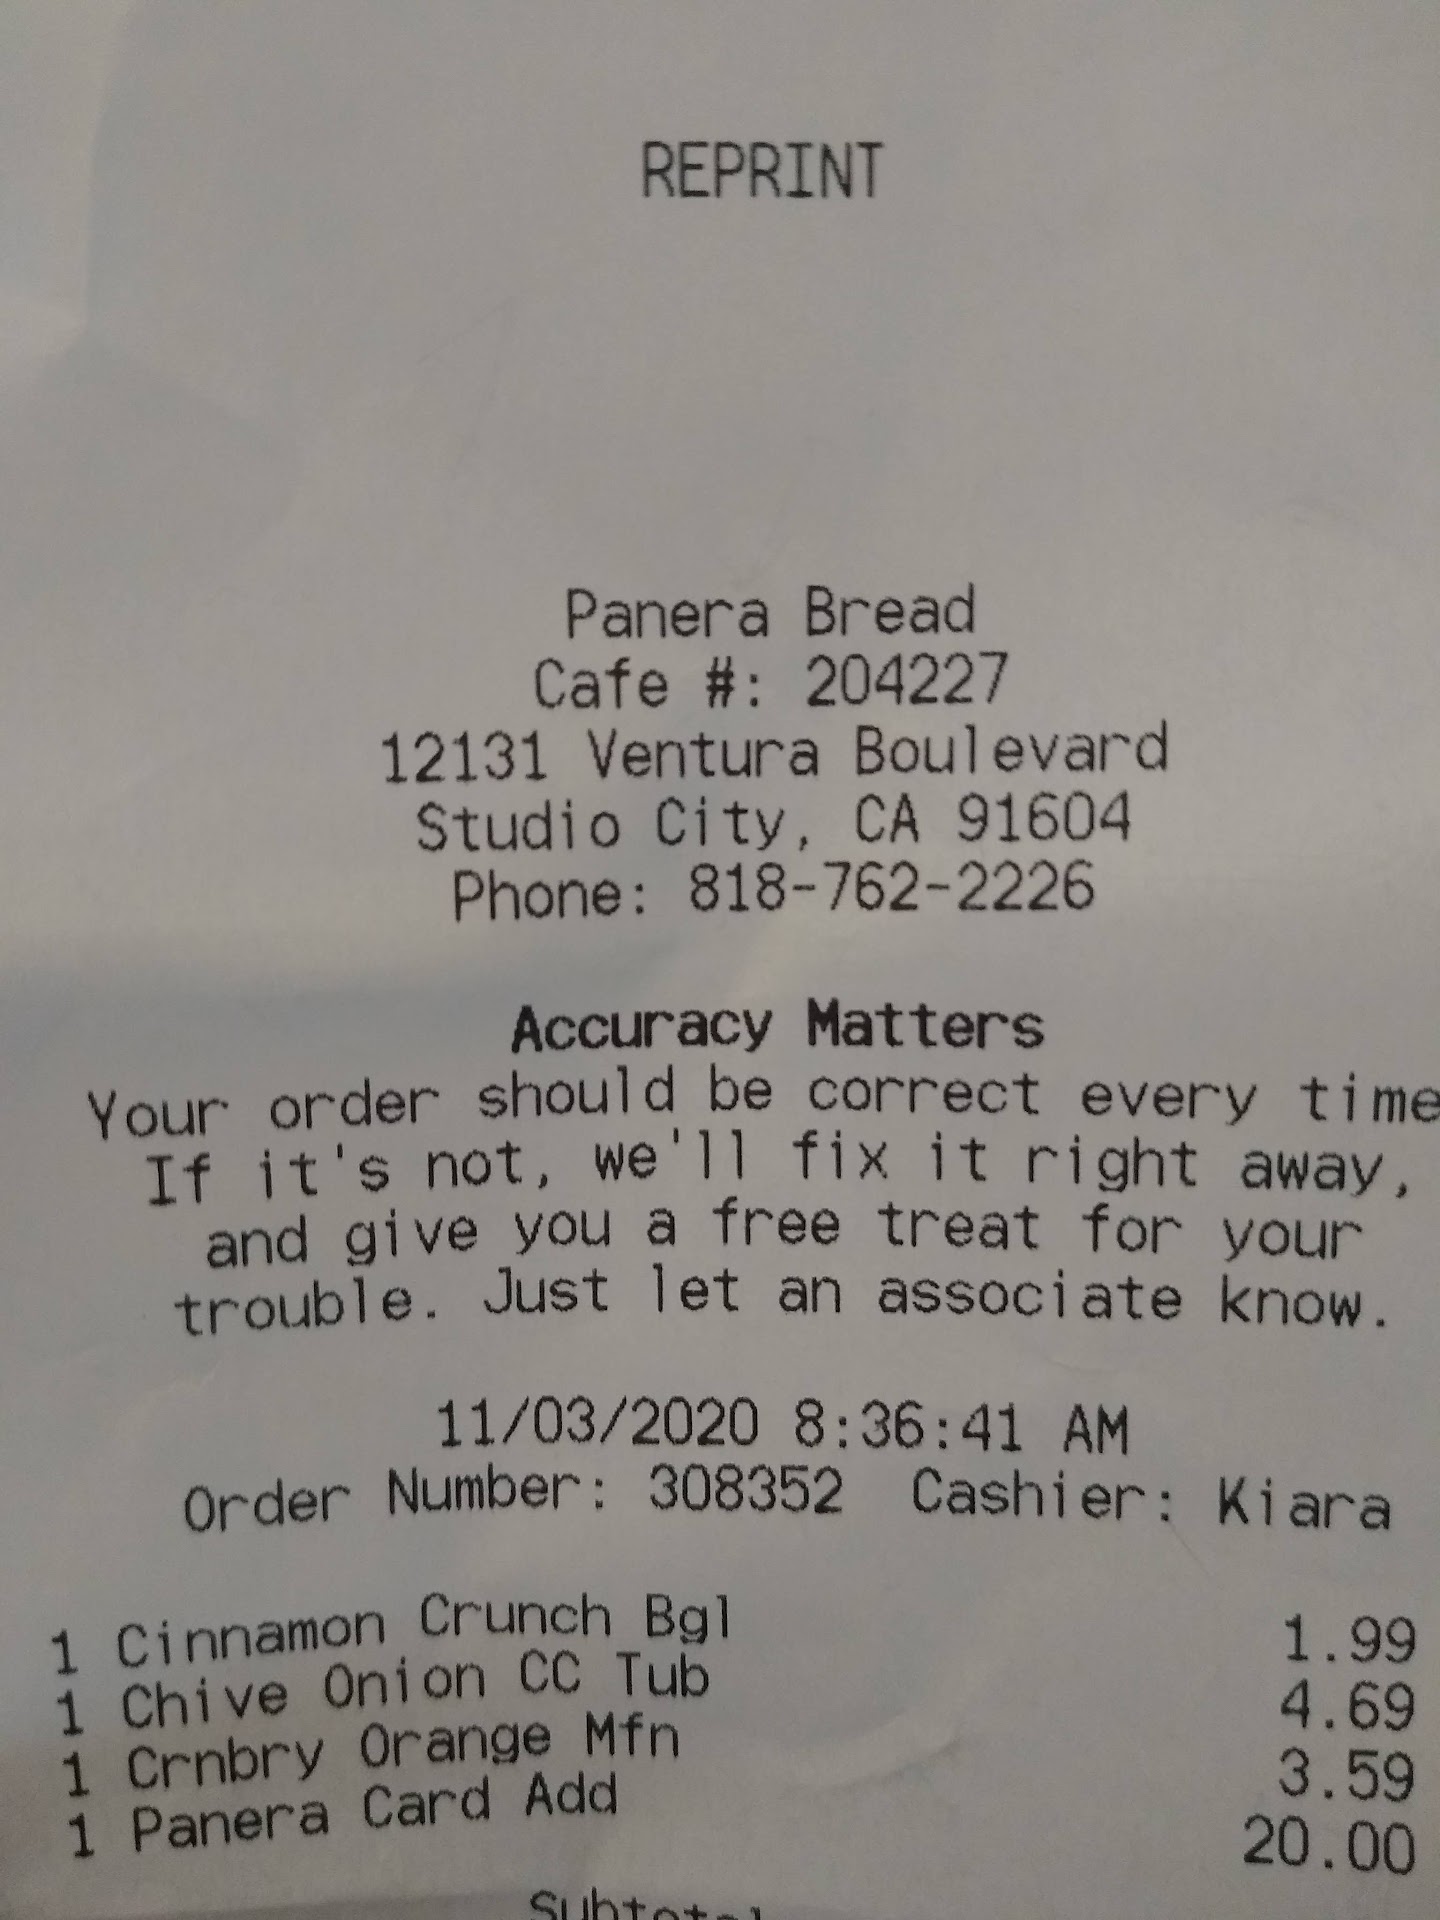 REPRINT
Panera Bread
Cafe #: 204227
12131 Ventura Boulevard
Studio City, CA 91604
Phone: 818-762-2226
Accuracy Matters
Your order should be correct every time
If it's not, we'll fix it right away,
and give you a free treat for your
trouble. Just let an associate know.
11/03/2020 8:36:41 AM
Order Number: 308352 Cashier: Kiara
1 Cinnamon Crunch Bgl 1.99
1 Chive Onion CC Tub 4.69
1 Crnbry Orange Mfn 3.59
1 Panera Card Add 20.00
Subtotal